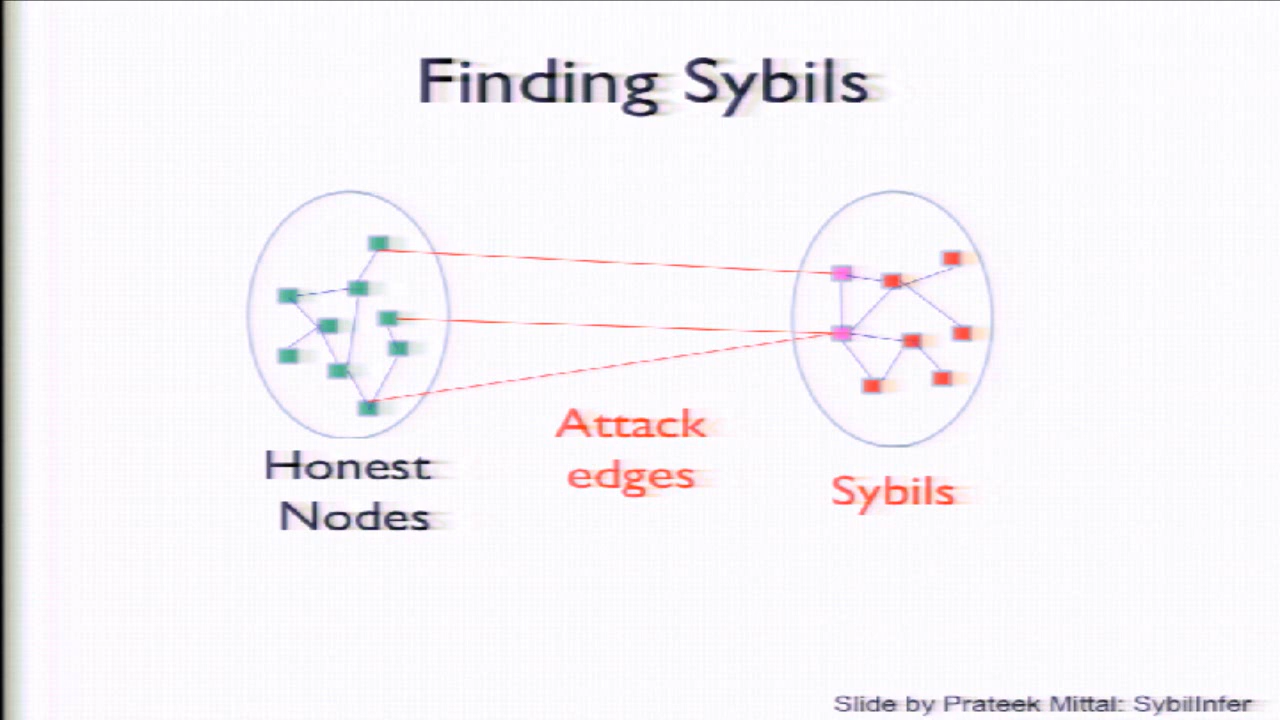 Finding Sybils
Attack
edges
Honest
Nodes
Sybils
Slide by Prateek Mittal: SybilInfer